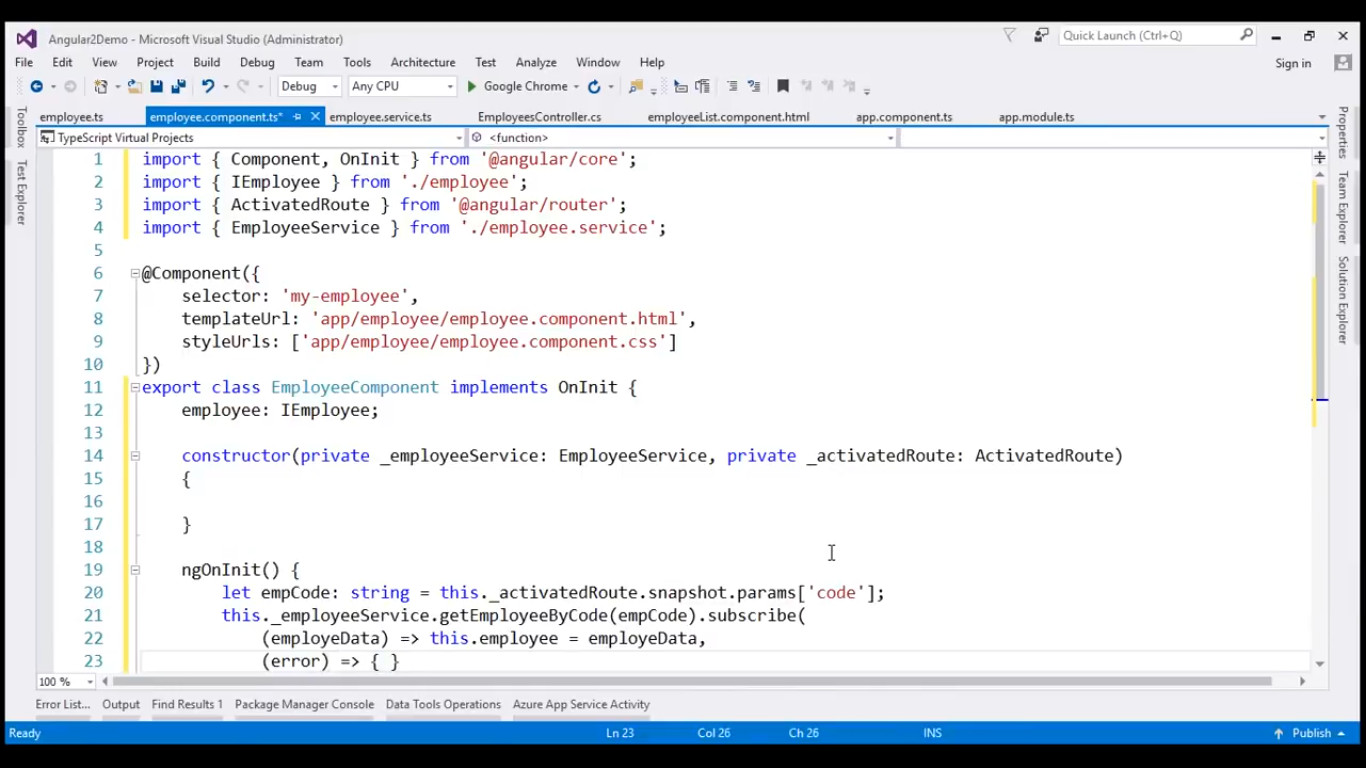 Angular2Demo - Microsoft Visual Studio (Administrator)
Quick Launch (Ctrl+Q)
File Edit View Project Build Debug Team Tools Architecture Test Analyze Window Help
Sign in
Debug Any CPU Google Chrome
employee.ts employee.component.ts* employee.service.ts EmployeesController.cs employeeList.component.html app.component.ts app.module.ts
TypeScript Virtual Projects <function>
Toolbox
Test Explorer
Properties
Team Explorer
Solution Explorer
1 import { Component, OnInit } from '@angular/core';
2 import { IEmployee } from './employee';
3 import { ActivatedRoute } from '@angular/router';
4 import { EmployeeService } from './employee.service';
5
6 @Component({
7 selector: 'my-employee',
8 templateUrl: 'app/employee/employee.component.html',
9 styleUrls: ['app/employee/employee.component.css']
10 })
11 export class EmployeeComponent implements OnInit {
12 employee: IEmployee;
13
14 constructor(private _employeeService: EmployeeService, private _activatedRoute: ActivatedRoute)
15 {
16
17 }
18
19 ngOnInit() {
20 let empCode: string = this._activatedRoute.snapshot.params['code'];
21 this._employeeService.getEmployeeByCode(empCode).subscribe(
22 (employeData) => this.employee = employeData,
23 (error) => { }
100 %
Error List... Output Find Results 1 Package Manager Console Data Tools Operations Azure App Service Activity
Ready Ln 23 Col 26 Ch 26 INS Publish